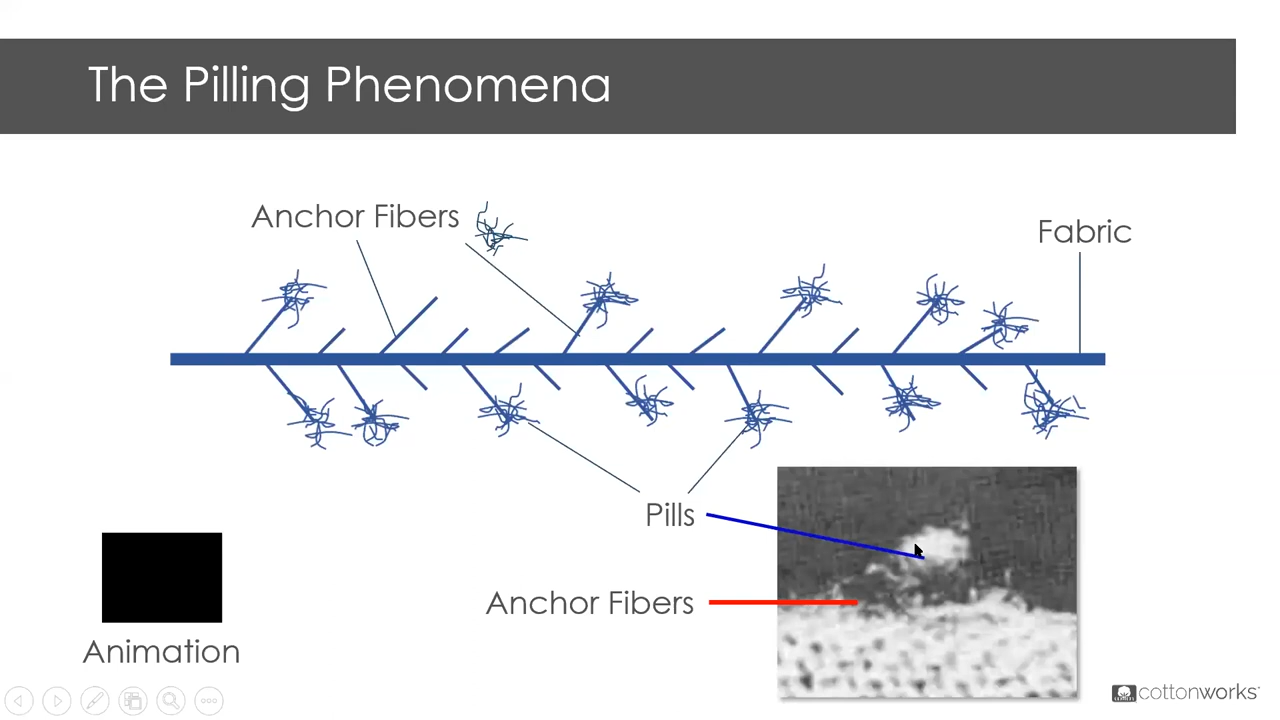 The Pilling Phenomena
Anchor Fibers
Fabric
Pills
Anchor Fibers
Animation
cottonworks